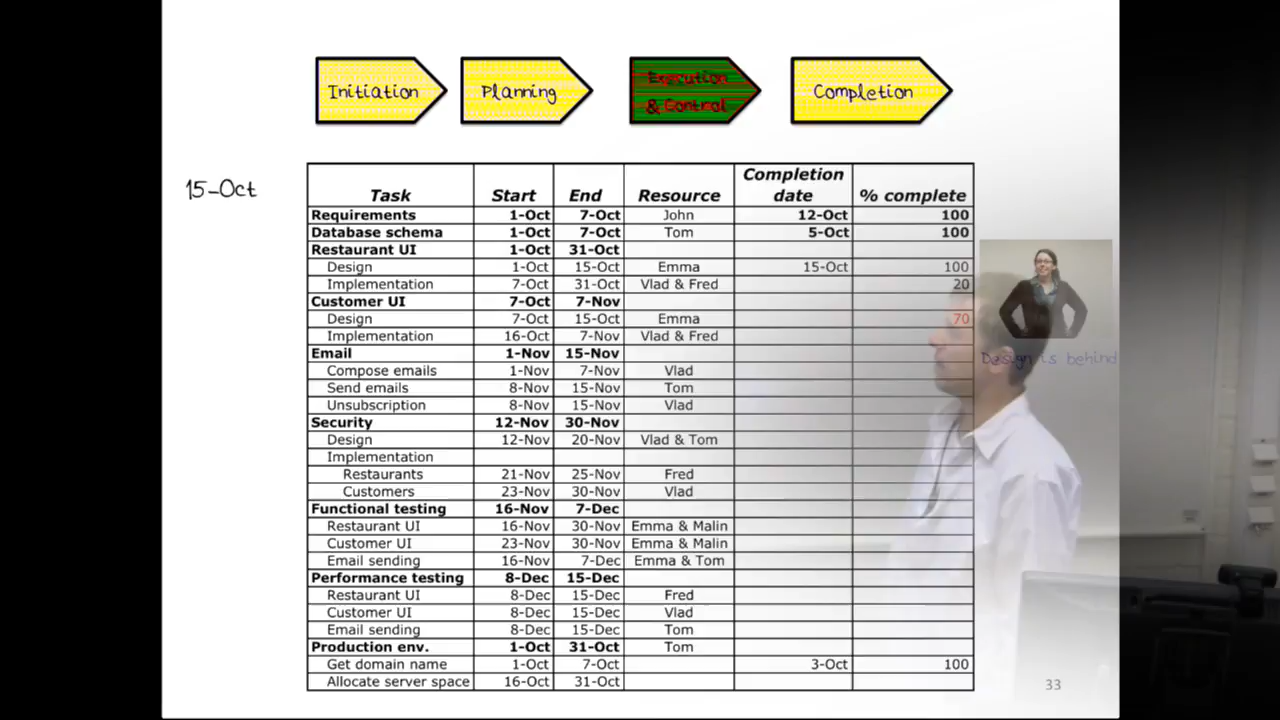 Initiation
Planning
Execution
& Control
Completion
15-Oct
Task Start End Resource Completion date % complete
Requirements 1-Oct 7-Oct John 12-Oct 100
Database schema 1-Oct 7-Oct Tom 5-Oct 100
Restaurant UI 1-Oct 31-Oct
Design 1-Oct 15-Oct Emma 15-Oct 100
Implementation 7-Oct 31-Oct Vlad & Fred 20
Customer UI 7-Oct 7-Nov
Design 7-Oct 15-Oct Emma 70
Implementation 16-Oct 7-Nov Vlad & Fred
Design is behind
Email 1-Nov 15-Nov
Compose emails 1-Nov 7-Nov Vlad
Send emails 8-Nov 15-Nov Tom
Unsubscription 8-Nov 15-Nov Vlad
Security 12-Nov 30-Nov
Design 12-Nov 20-Nov Vlad & Tom
Implementation
Restaurants 21-Nov 25-Nov Fred
Customers 23-Nov 30-Nov Vlad
Functional testing 16-Nov 7-Dec
Restaurant UI 16-Nov 30-Nov Emma & Malin
Customer UI 23-Nov 30-Nov Emma & Malin
Email sending 16-Nov 7-Dec Emma & Tom
Performance testing 8-Dec 15-Dec
Restaurant UI 8-Dec 15-Dec Fred
Customer UI 8-Dec 15-Dec Vlad
Email sending 8-Dec 15-Dec Tom
Production env. 1-Oct 31-Oct Tom
Get domain name 1-Oct 7-Oct 3-Oct 100
Allocate server space 16-Oct 31-Oct
33